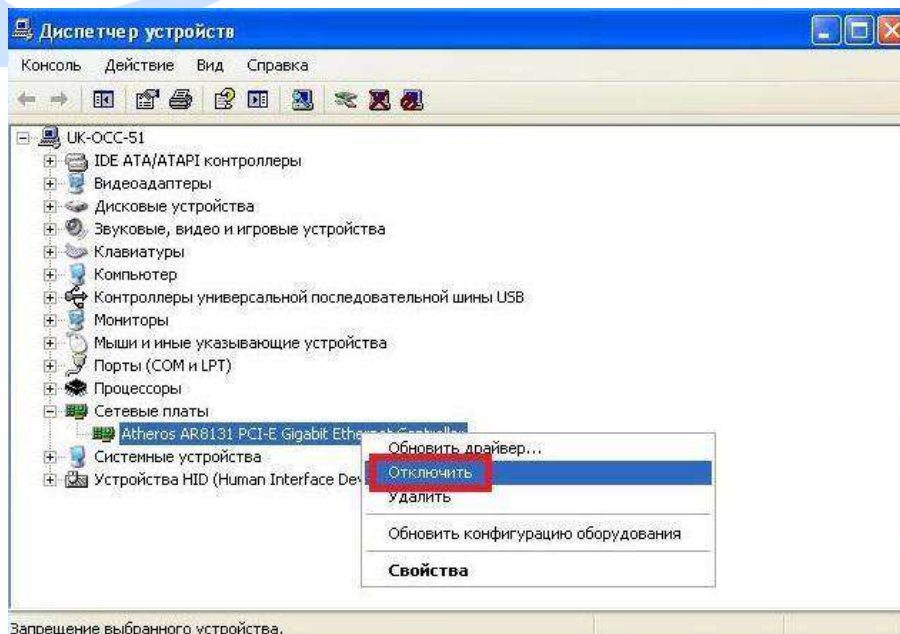 Диспетчер устройств
Консоль Действие Вид Справка
UK-OCC-51
IDE ATA/ATAPI контроллеры
Видеоадаптеры
Дисковые устройства
Звуковые, видео и игровые устройства
Клавиатуры
Компьютер
Контроллеры универсальной последовательной шины USB
Мониторы
Мыши и иные указывающие устройства
Порты (COM и LPT)
Процессоры
Сетевые платы
Atheros AR8131 PCI-E Gigabit Ethernet Controller
Системные устройства
Устройства HID (Human Interface Dev
Обновить драйвер...
Отключить
Удалить
Обновить конфигурацию оборудования
Свойства
Запрещение выбранного устройства.